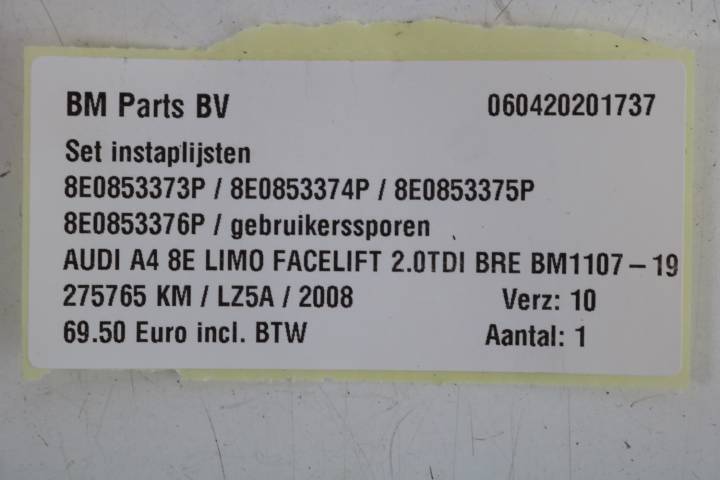 BM Parts BV 060420201737
Set instaplijsten
8E0853373P / 8E0853374P / 8E0853375P
8E0853376P / gebruikerssporen
AUDI A4 8E LIMO FACELIFT 2.0TDI BRE BM1107-19
275765 KM / LZ5A / 2008 Verz: 10
69.50 Euro incl. BTW Aantal: 1